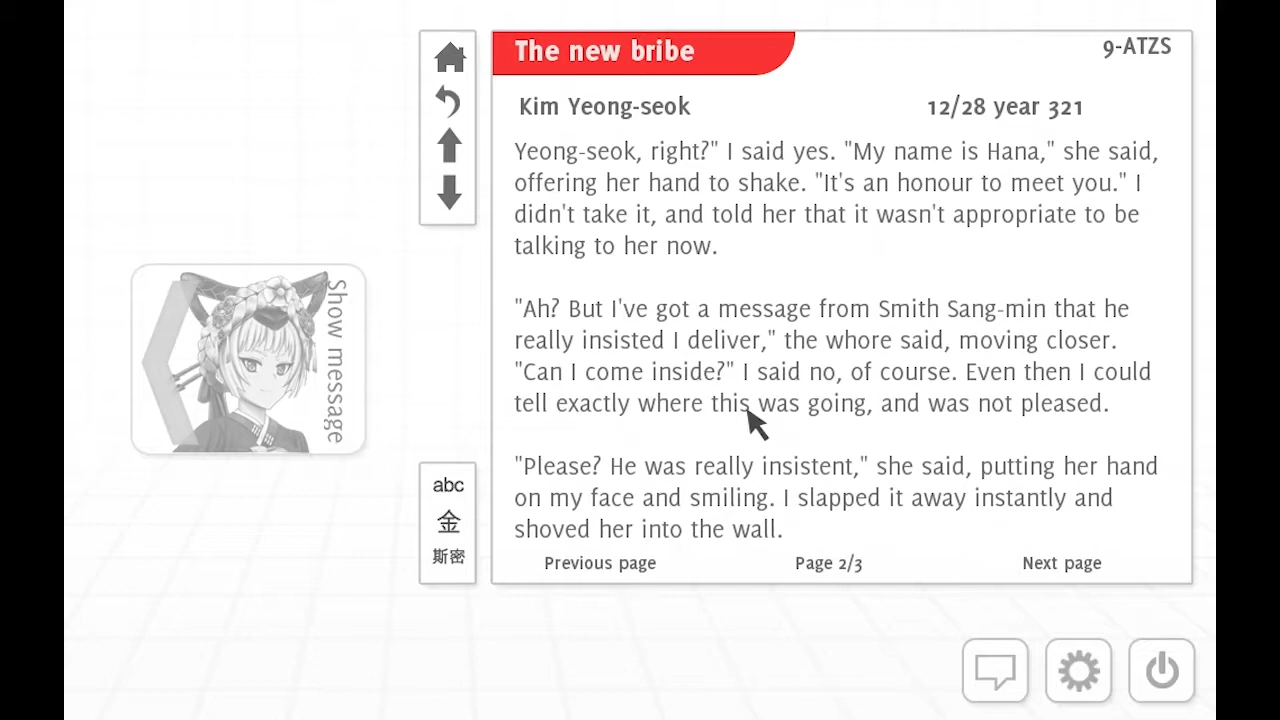 The new bribe
9-ATZS
Kim Yeong-seok
12/28 year 321
Yeong-seok, right?" I said yes. "My name is Hana," she said,
offering her hand to shake. "It's an honour to meet you." I
didn't take it, and told her that it wasn't appropriate to be
talking to her now.
"Ah? But I've got a message from Smith Sang-min that he
really insisted I deliver," the whore said, moving closer.
"Can I come inside?" I said no, of course. Even then I could
tell exactly where this was going, and was not pleased.
"Please? He was really insistent," she said, putting her hand
on my face and smiling. I slapped it away instantly and
shoved her into the wall.
Previous page
Page 2/3
Next page
Show message
abc
金
斯密